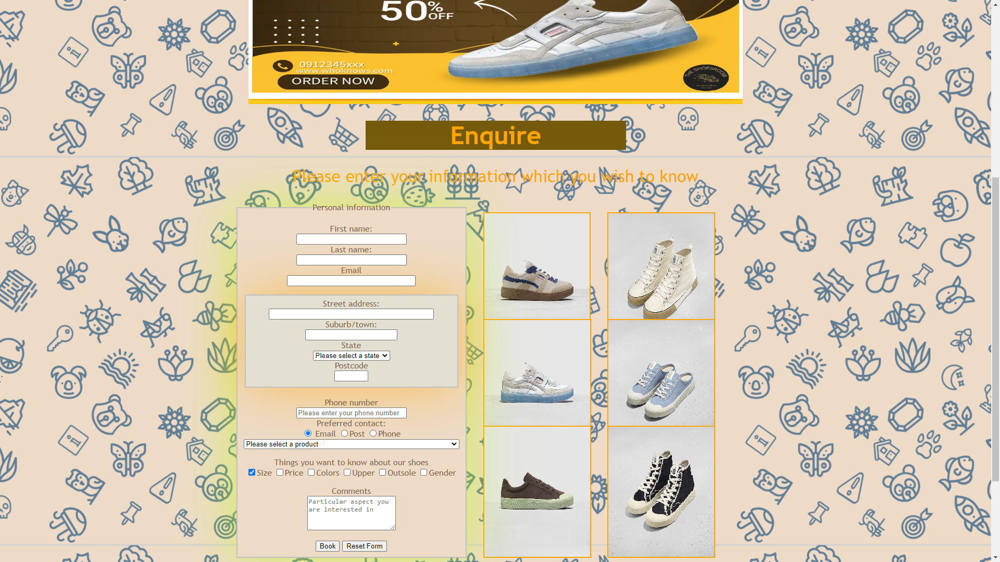 50%
OFF
0912345xxx
www.whoknows.com
ORDER NOW
THE SHOESROOM
Enquire
Please enter your information which you wish to know
Personal information
First name:
Last name:
Email
Street address:
Suburb/town:
State
Please select a state
Postcode
Phone number
Please enter your phone number
Preferred contact:
Email Post Phone
Please select a product
Things you want to know about our shoes
Size Price Colors Upper Outsole Gender
Comments
Particular aspect you
are interested in
Book Reset Form